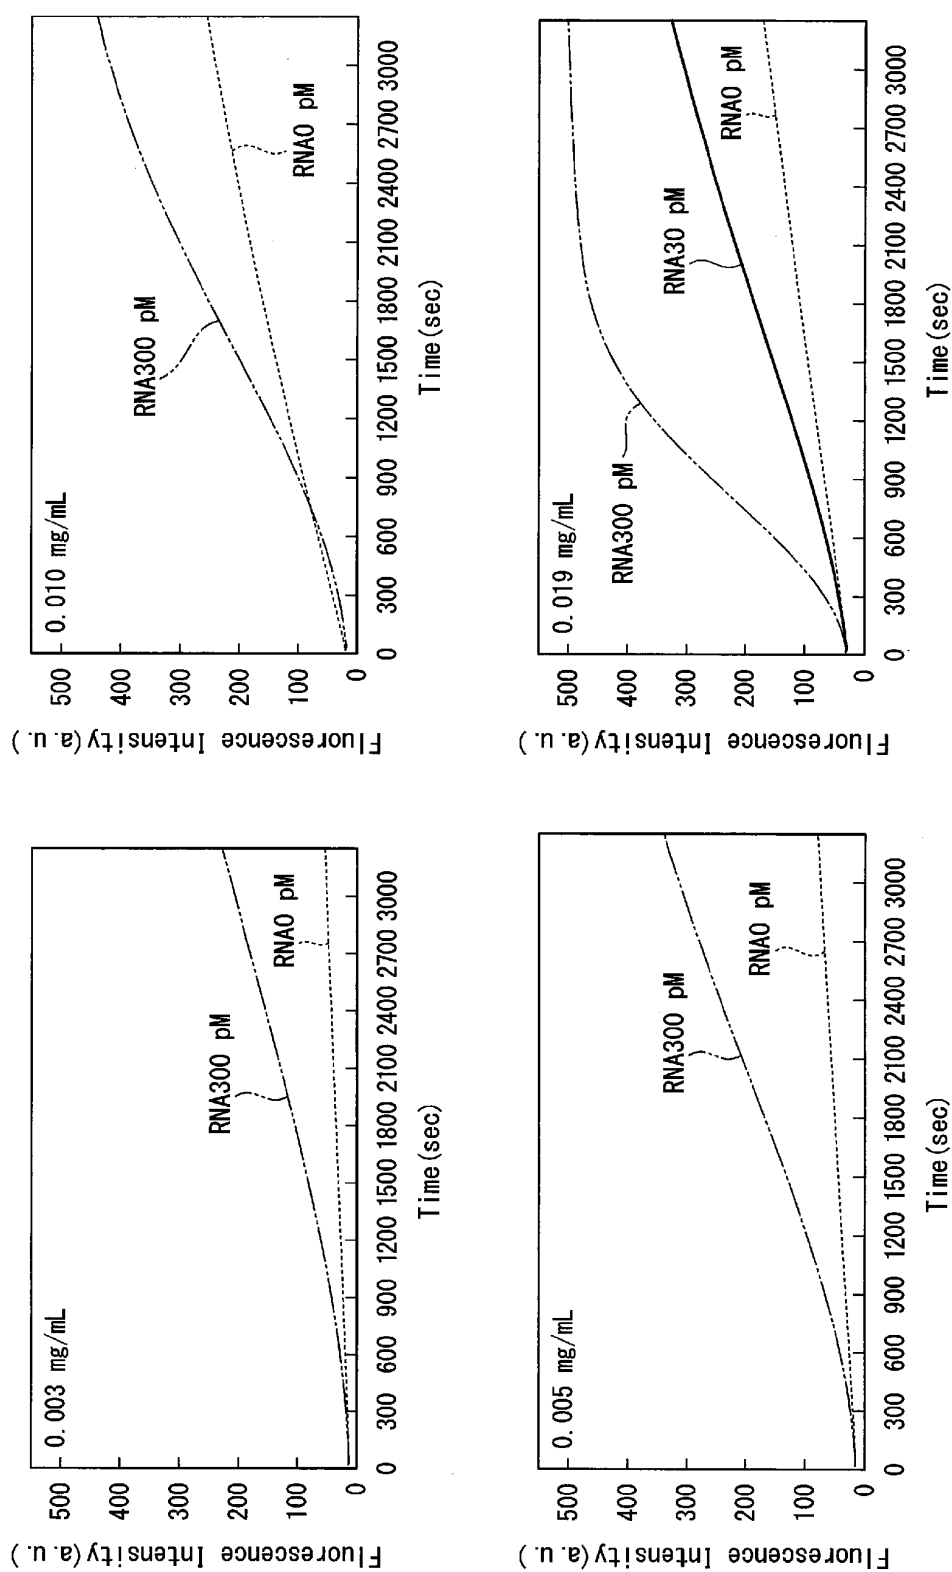 0.003 mg/mL
500
400
300
200
100
0
Fluorescence Intensity(a.u.)
RNA300 pM
RNA0 pM
0 300 600 900 1200 1500 1800 2100 2400 2700 3000
Time(sec)
0.010 mg/mL
500
400
300
200
100
0
Fluorescence Intensity(a.u.)
RNA300 pM
RNA0 pM
0 300 600 900 1200 1500 1800 2100 2400 2700 3000
Time(sec)
0.005 mg/mL
500
400
300
200
100
0
Fluorescence Intensity(a.u.)
RNA300 pM
RNA0 pM
0 300 600 900 1200 1500 1800 2100 2400 2700 3000
Time(sec)
0.019 mg/mL
500
400
300
200
100
0
Fluorescence Intensity(a.u.)
RNA300 pM
RNA30 pM
RNA0 pM
0 300 600 900 1200 1500 1800 2100 2400 2700 3000
Time(sec)